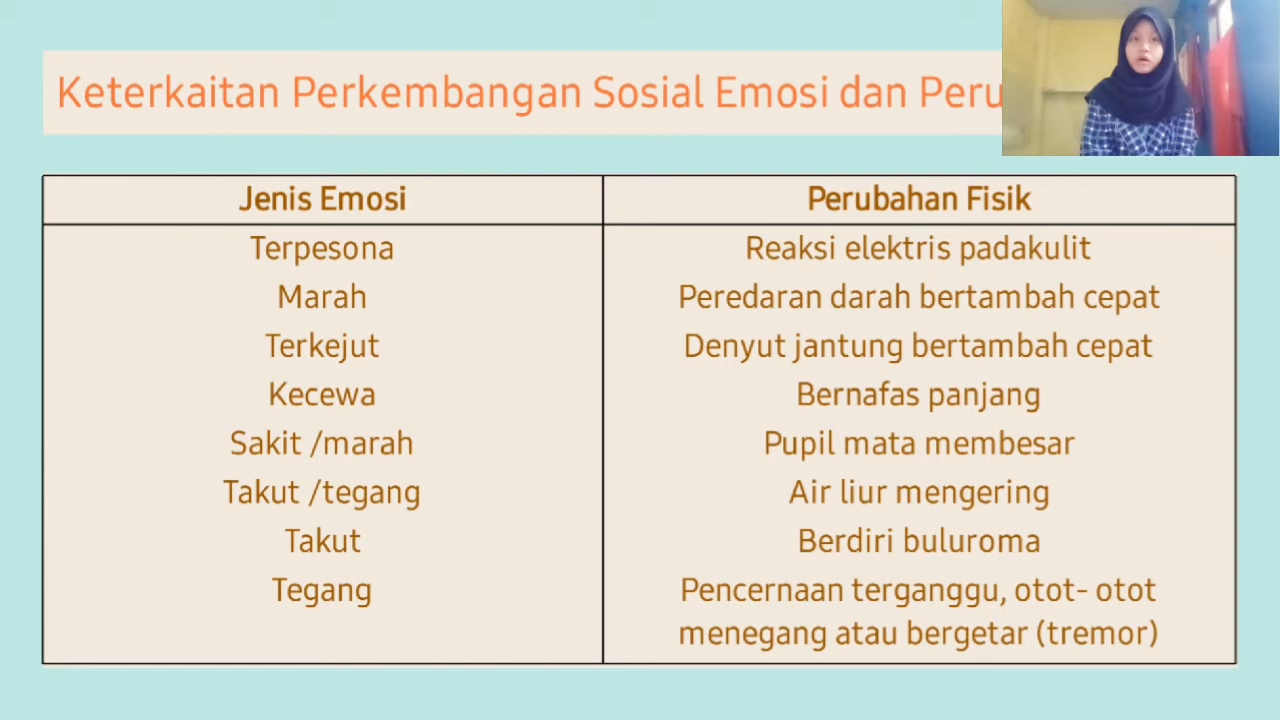 Keterkaitan Perkembangan Sosial Emosi dan
Jenis Emosi Perubahan Fisik
Terpesona Reaksi elektris padakulit
Marah Peredaran darah bertambah cepat
Terkejut Denyut jantung bertambah cepat
Kecewa Bernafas panjang
Sakit /marah Pupil mata membesar
Takut /tegang Air liur mengering
Takut Berdiri buluroma
Tegang Pencernaan terganggu, otot- otot
menegang atau bergetar (tremor)